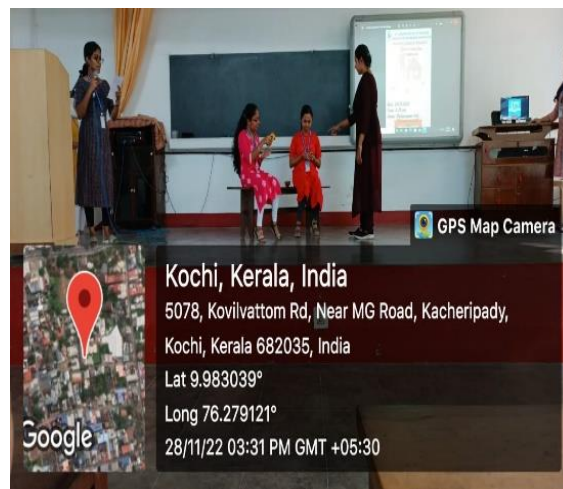 GPS Map Camera
Kochi, Kerala, India
5078, Kovilvattom Rd, Near MG Road, Kacheripady,
Kochi, Kerala 682035, India
Lat 9.983039°
Long 76.279121°
28/11/22 03:31 PM GMT +05:30
Google